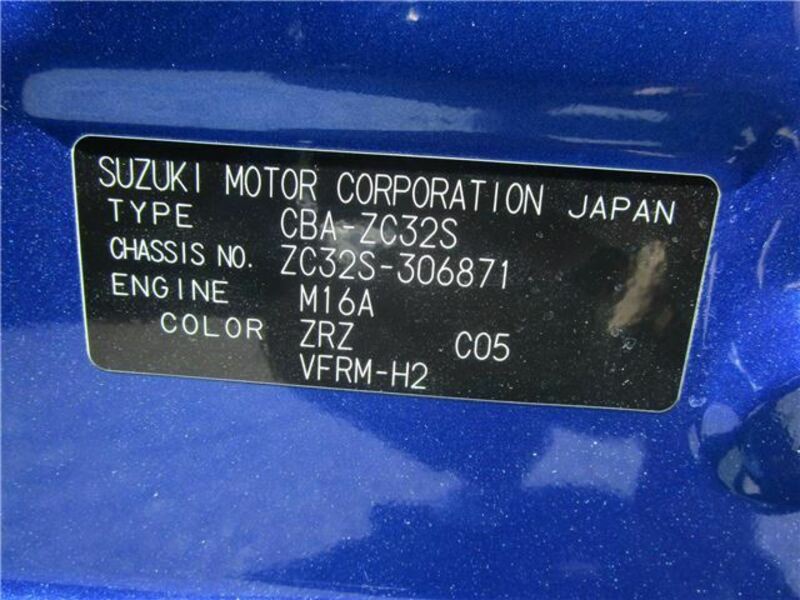 SUZUKI MOTOR CORPORATION JAPAN
TYPE CBA-ZC32S
CHASSIS NO. ZC32S-306871
ENGINE M16A
COLOR ZRZ C05
VFRM-H2